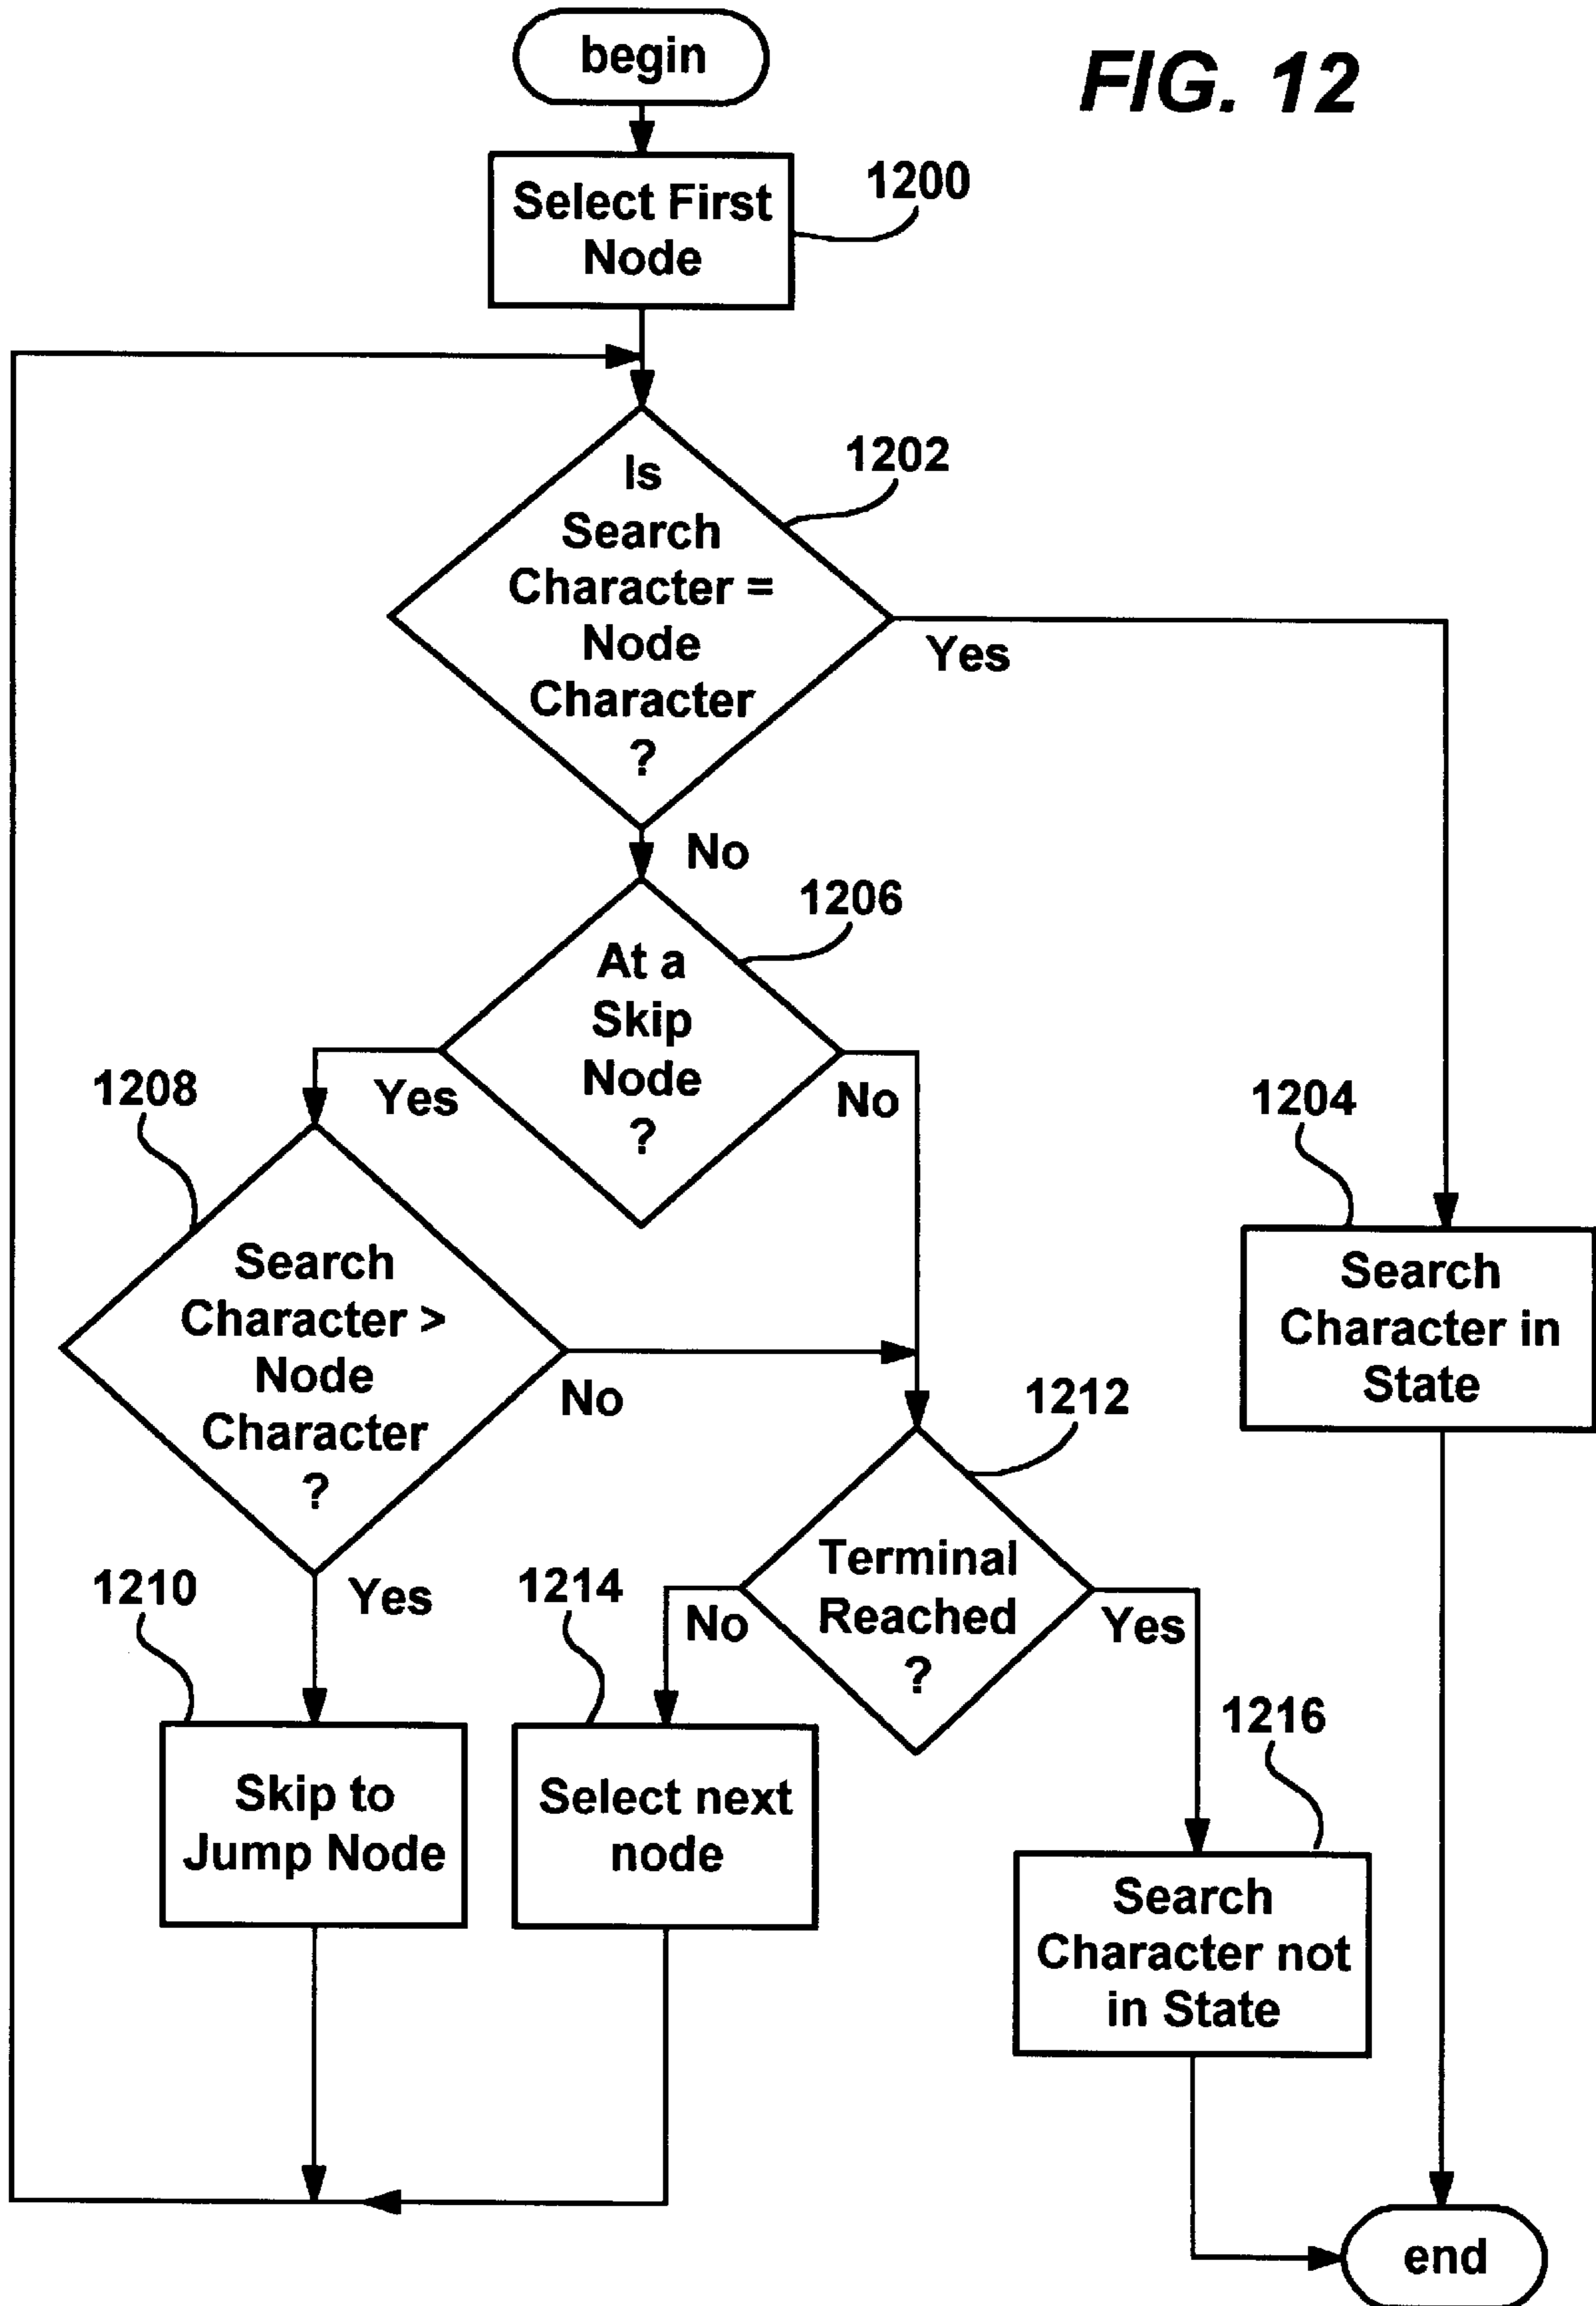 begin
FIG. 12
Select First
Node
1200
Is
Search
Character =
Node
Character
?
1202
Yes
No
At a
Skip
Node
?
1206
Yes
No
1208
Search
Character >
Node
Character
?
No
Yes
1204
Search
Character in
State
1212
Terminal
Reached
?
No
Yes
1210
Skip to
Jump Node
1214
Select next
node
1216
Search
Character not
in State
end